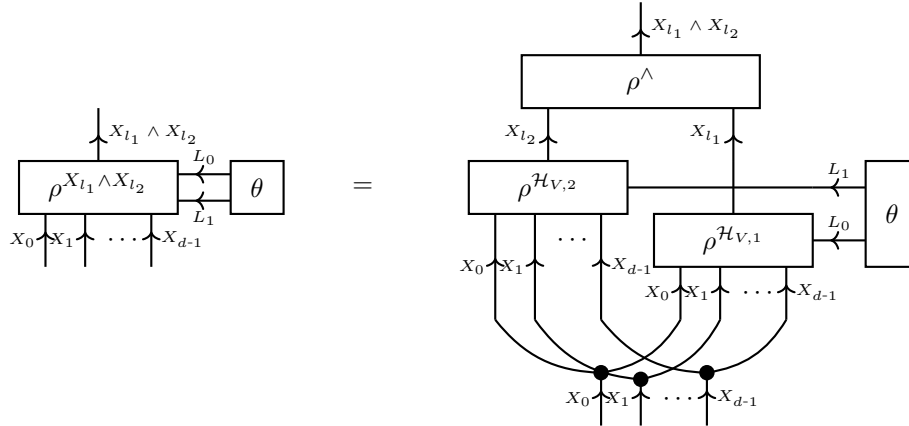 X_{l_1} ∧ X_{l_2}
ρ^∧
X_{l_1} ∧ X_{l_2} X_{l_2} X_{l_1}
L_0 L_1
ρ^{X_{l_1} ∧ X_{l_2}} θ = ρ^{\mathcal{H}_{V,2}} θ
L_1 L_0
X_0 X_1 ... X_{d-1} ... ρ^{\mathcal{H}_{V,1}}
X_0 X_1 X_{d-1} X_0 X_1 ... X_{d-1}
X_0 X_1 ... X_{d-1}